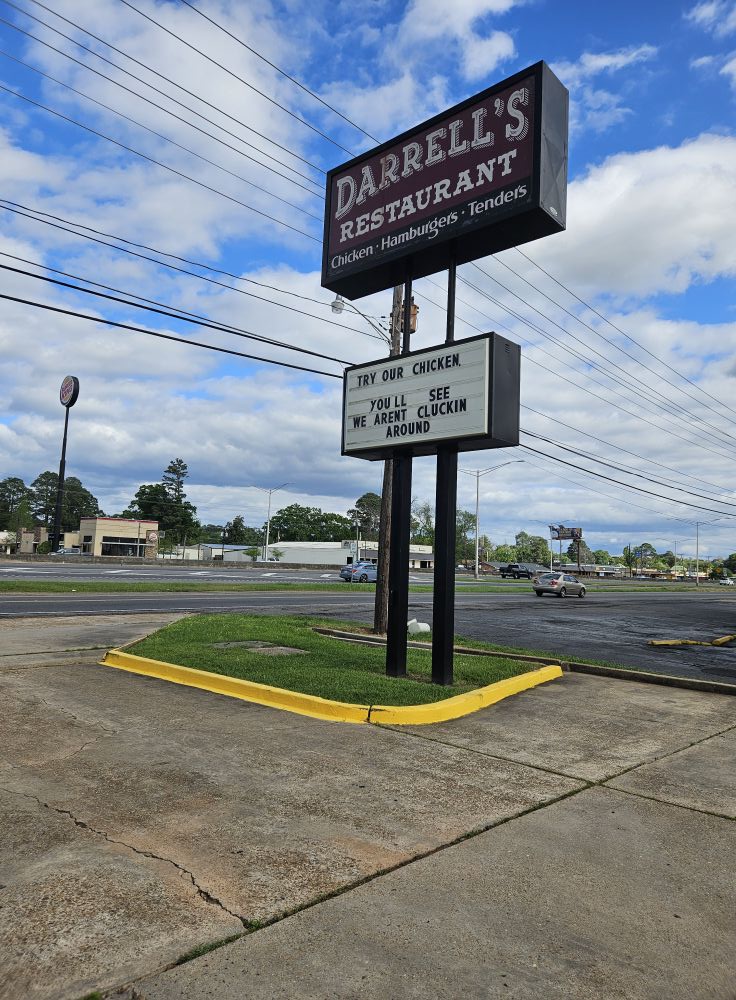 DARRELL'S
RESTAURANT
Chicken · Hamburgers · Tenders
TRY OUR CHICKEN.
YOU LL SEE
WE ARENT CLUCKIN
AROUND